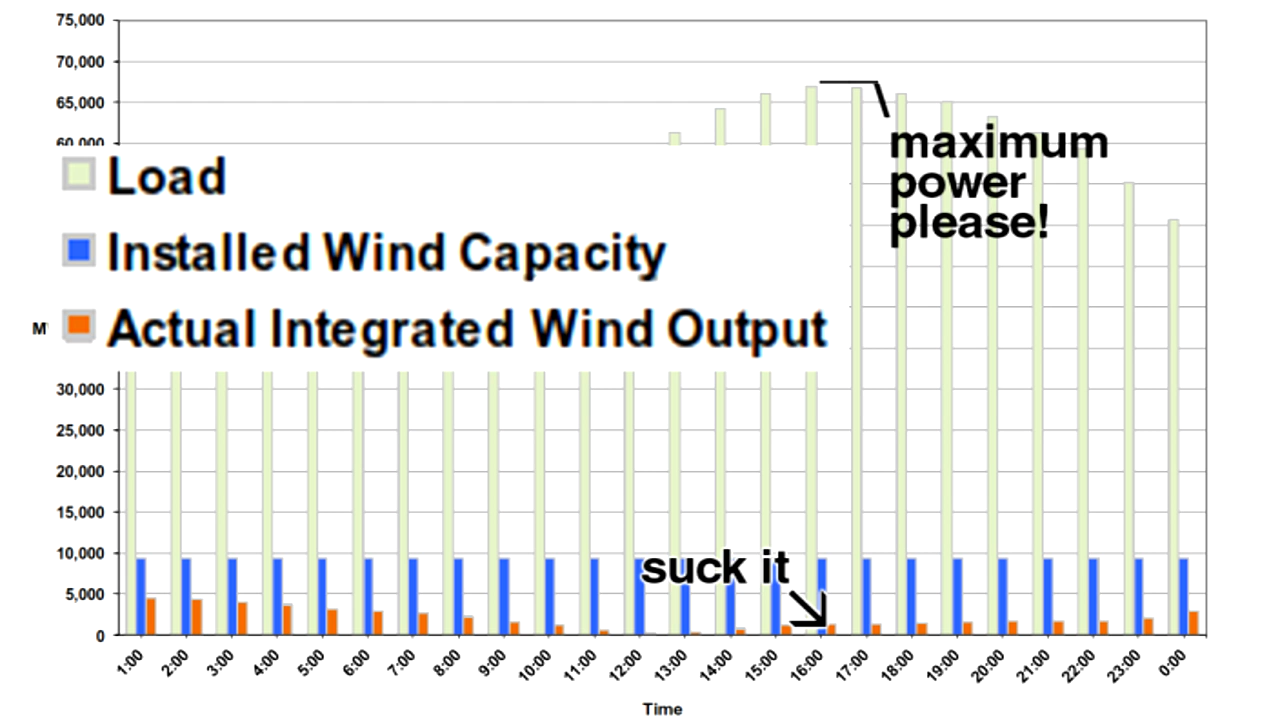 75,000
70,000
65,000
60,000
Load
maximum
power
please!
Installed Wind Capacity
M
Actual Integrated Wind Output
30,000
25,000
20,000
15,000
10,000
suck it
5,000
0
1:00 2:00 3:00 4:00 5:00 6:00 7:00 8:00 9:00 10:00 11:00 12:00 13:00 14:00 15:00 16:00 17:00 18:00 19:00 20:00 21:00 22:00 23:00 0:00
Time